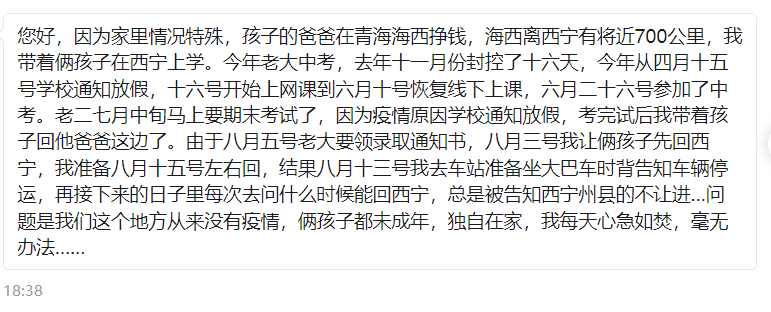 您好，因为家里情况特殊，孩子的爸爸在青海海西挣钱，海西离西宁有将近700公里，我
带着俩孩子在西宁上学。今年老大中考，去年十一月份封控了十六天，今年从四月十五
号学校通知放假，十六号开始上网课到六月十号恢复线下上课，六月二十六号参加了中
考。老二七月中旬马上要期末考试了，因为疫情原因学校通知放假，考完试后我带着孩
子回他爸爸这边了。由于八月五号老大要领录取通知书，八月三号我让俩孩子先回西
宁，我准备八月十五号左右回，结果八月十三号我去车站准备坐大巴车时背告知车辆停
运，再接下来的日子里每次去问什么时候能回西宁，总是被告知西宁州县的不让进...问
题是我们这个地方从来没有疫情，俩孩子都未成年，独自在家，我每天心急如焚，毫无
办法……
18:38